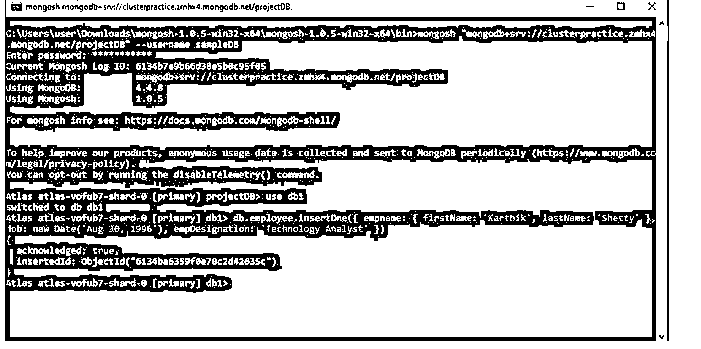 mongosh mongodb+srv://clusterpractice.zmhx4.mongodb.net/projectDB
C:\Users\user\Downloads\mongosh-1.0.5-win32-x64\mongosh-1.0.5-win32-x64\bin>mongosh "mongodb+srv://clusterpractice.zmhx4
.mongodb.net/projectDB" --username sampleDB
Enter password: ************
Current Mongosh Log ID:
Connecting to: mongodb+srv://clusterpractice.zmhx4.mongodb.net/projectDB
Using MongoDB: 4.4.8
Using Mongosh: 1.0.5
For mongosh info see: https://docs.mongodb.com/mongodb-shell/
To help improve our products, anonymous usage data is collected and sent to MongoDB periodically (https://www.mongodb.co
m/legal/privacy-policy).
You can opt-out by running the disableTelemetry() command.
Atlas atlas-vofub7-shard-0 [primary] projectDB> use db1
switched to db db1
Atlas atlas-vofub7-shard-0 [primary] db1> db.employee.insertOne({ empname: { firstName: 'Karthik', lastName: 'Shetty' },
dob: new Date('Aug 20, 1996'), empDesignation: 'Technology Analyst' })
{
acknowledged: true,
insertedId:
}
Atlas atlas-vofub7-shard-0 [primary] db1>